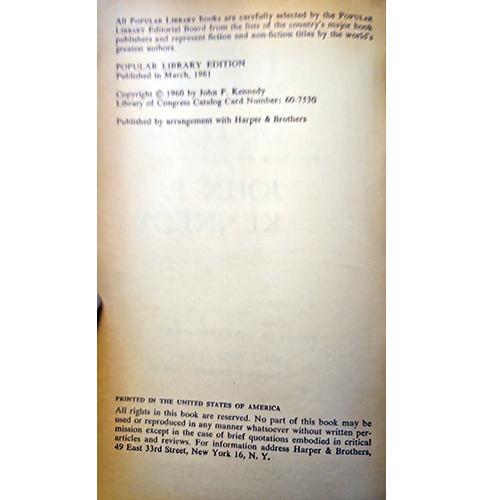 All POPULAR LIBRARY books are carefully selected by the POPULAR
LIBRARY Editorial Board from the lists of the country's major book
publishers and represent fiction and non-fiction titles by the world's
greatest authors.
POPULAR LIBRARY EDITION
Published in March, 1961
Copyright © 1960 by John F. Kennedy
Library of Congress Catalog Card Number: 60-7530
Published by arrangement with Harper & Brothers
JOHN F.
KENNEDY
PRINTED IN THE UNITED STATES OF AMERICA
All rights in this book are reserved. No part of this book may be
used or reproduced in any manner whatsoever without written per-
mission except in the case of brief quotations embodied in critical
articles and reviews. For information address Harper & Brothers,
49 East 33rd Street, New York 16, N. Y.